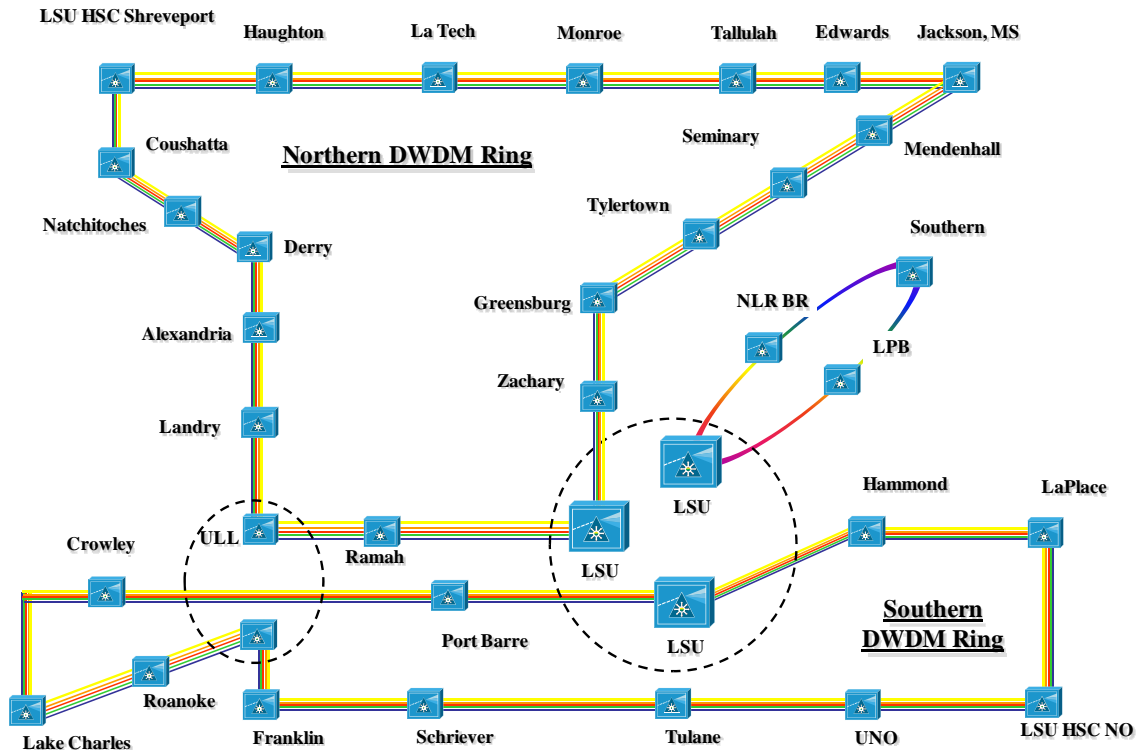 LSU HSC Shreveport
Haughton
La Tech
Monroe
Tallulah
Edwards
Jackson, MS
Coushatta
Northern DWDM Ring
Seminary
Mendenhall
Natchitoches
Derry
Tylertown
Southern
Greensburg
NLR BR
Alexandria
LPB
Zachary
Landry
LSU
Hammond
LaPlace
ULL
Ramah
Crowley
LSU
Port Barre
LSU
Southern
DWDM Ring
Roanoke
Lake Charles
Franklin
Schriever
Tulane
UNO
LSU HSC NO